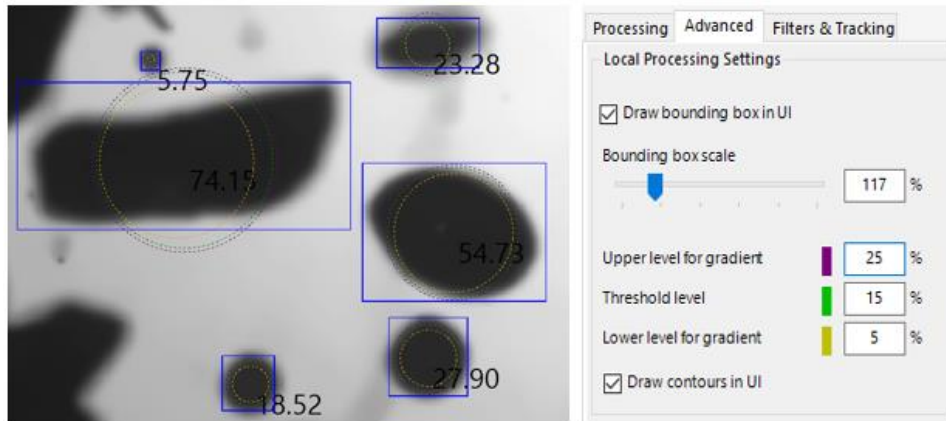 5.75
23.28
74.15
54.73
18.52
27.90
Processing Advanced Filters & Tracking
Local Processing Settings
Draw bounding box in UI
Bounding box scale
117 %
Upper level for gradient 25 %
Threshold level 15 %
Lower level for gradient 5 %
Draw contours in UI